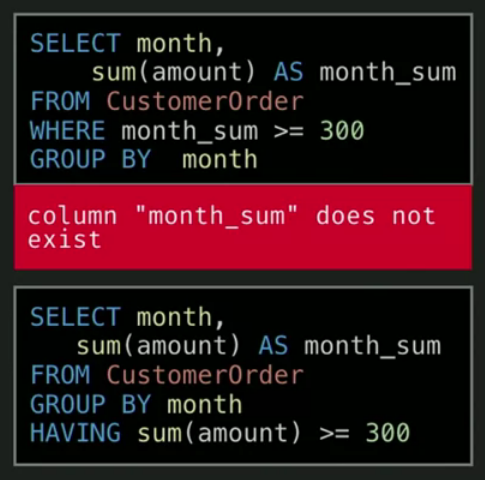 SELECT month,
sum(amount) AS month_sum
FROM CustomerOrder
WHERE month_sum >= 300
GROUP BY month
column "month_sum" does not
exist
SELECT month,
sum(amount) AS month_sum
FROM CustomerOrder
GROUP BY month
HAVING sum(amount) >= 300